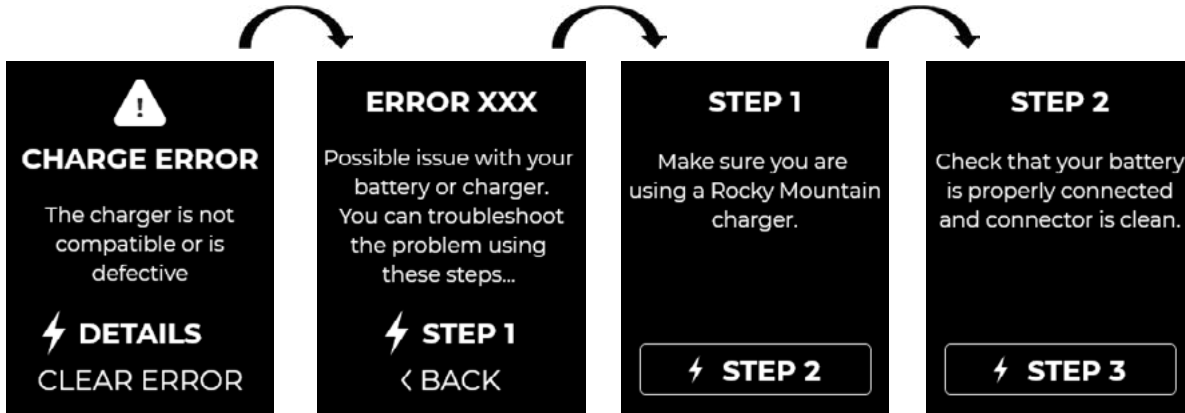 !
CHARGE ERROR
The charger is not
compatible or is
defective
DETAILS
CLEAR ERROR
ERROR XXX
Possible issue with your
battery or charger.
You can troubleshoot
the problem using
these steps...
STEP 1
< BACK
STEP 1
Make sure you are
using a Rocky Mountain
charger.
STEP 2
STEP 2
Check that your battery
is properly connected
and connector is clean.
STEP 3